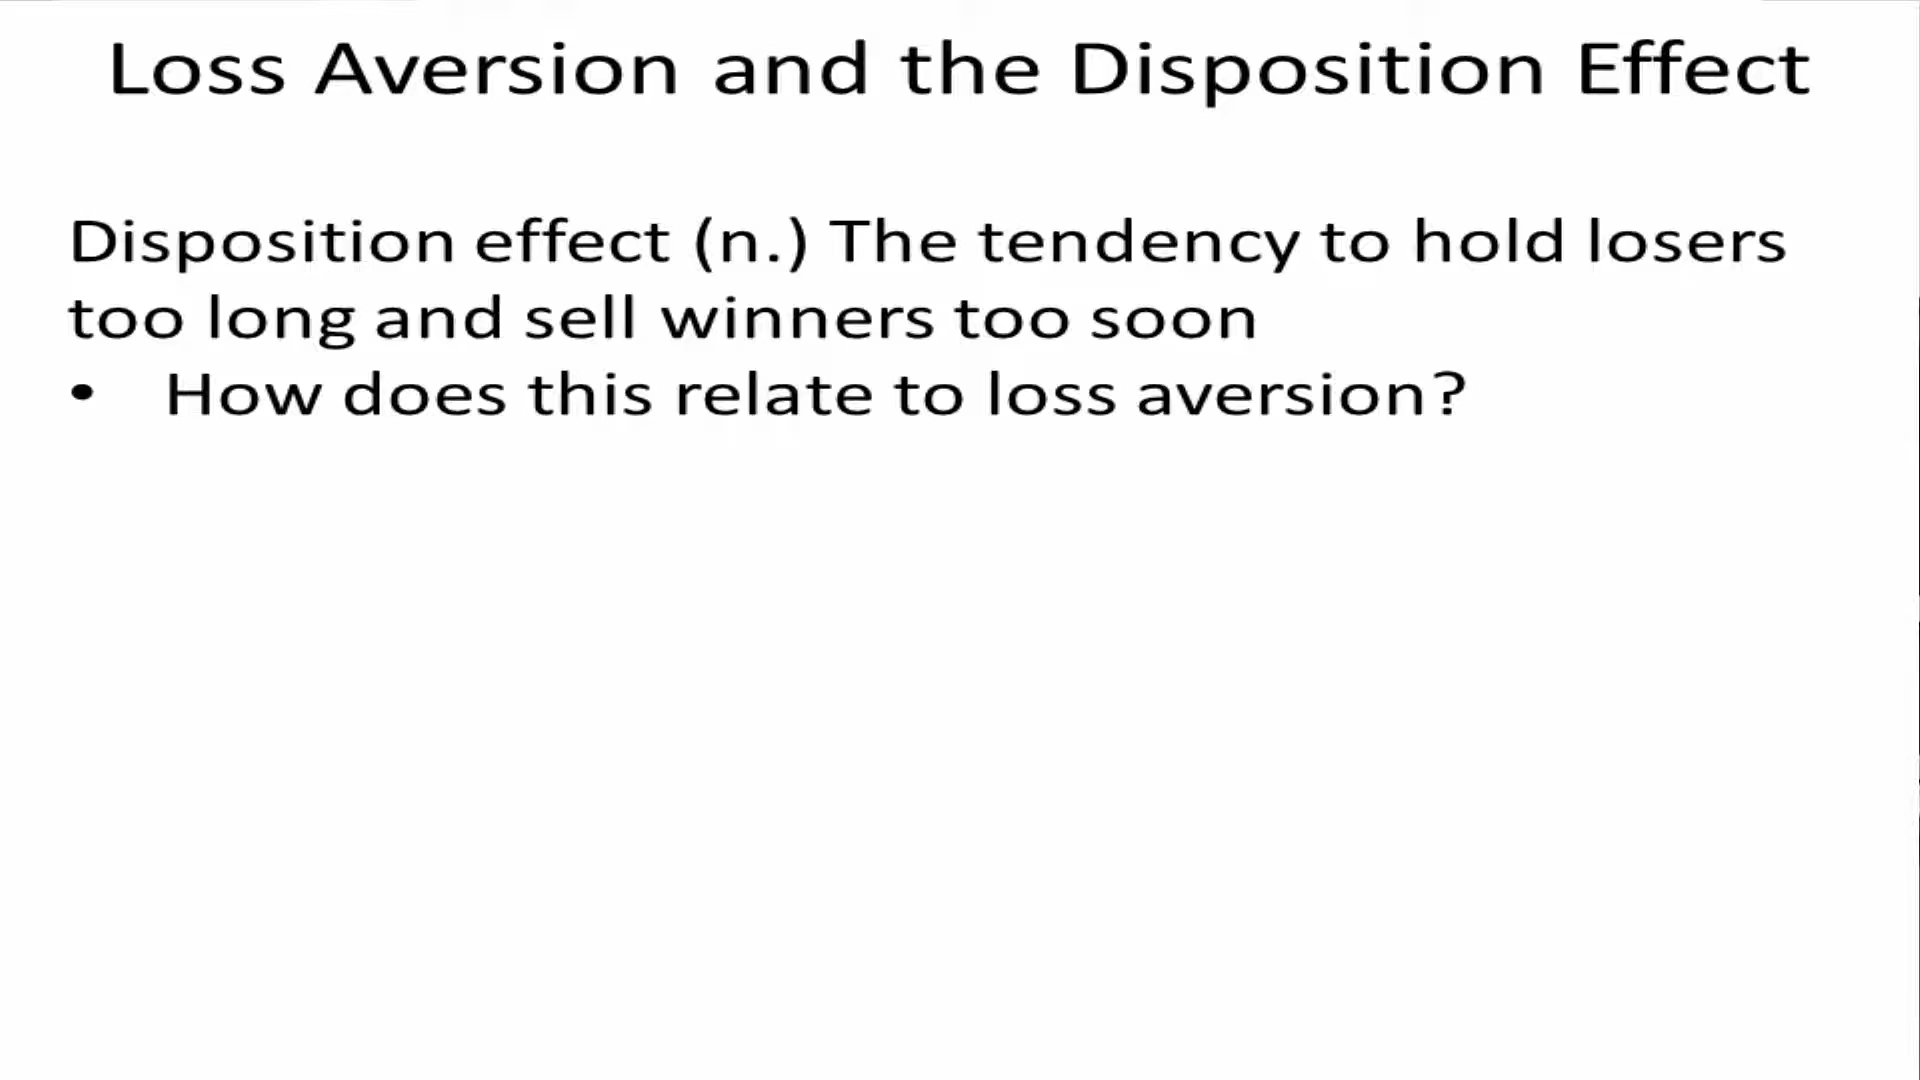 Loss Aversion and the Disposition Effect
Disposition effect (n.) The tendency to hold losers
too long and sell winners too soon
• How does this relate to loss aversion?